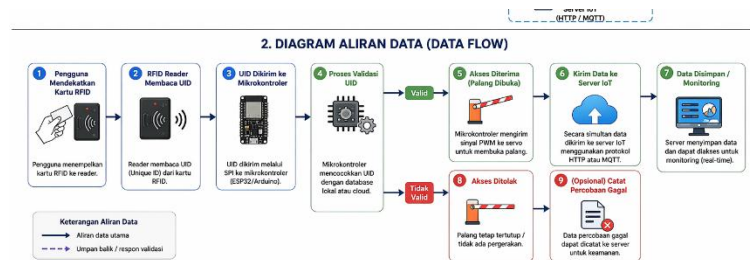 Server IoT
(HTTP / MQTT)
2. DIAGRAM ALIRAN DATA (DATA FLOW)
1
Pengguna
Mendekatkan
Kartu RFID
Pengguna menempelkan
kartu RFID ke reader.
2
RFID Reader
Membaca UID
Reader membaca UID
(Unique ID) dari kartu
RFID.
3
UID Dikirim ke
Mikrokontroler
UID dikirim melalui
SPI ke mikrokontroler
(ESP32/Arduino).
4
Proses Validasi
UID
Mikrokontroler
mencocokkan UID
dengan database
lokal atau cloud.
Valid
5
Akses Diterima
(Palang Dibuka)
Mikrokontroler mengirim
sinyal PWM ke servo
untuk membuka palang.
6
Kirim Data ke
Server IoT
Secara simultan data
dikirim ke server IoT
menggunakan protokol
HTTP atau MQTT.
7
Data Disimpan /
Monitoring
Server menyimpan data
dan dapat diakses untuk
monitoring (real-time).
Tidak
Valid
8
Akses Ditolak
Palang tetap tertutup /
tidak ada pergerakan.
9
(Opsional) Catat
Percobaan Gagal
Data percobaan gagal
dapat dicatat ke server
untuk keamanan.
Keterangan Aliran Data
Aliran data utama
Umpan balik / respon validasi